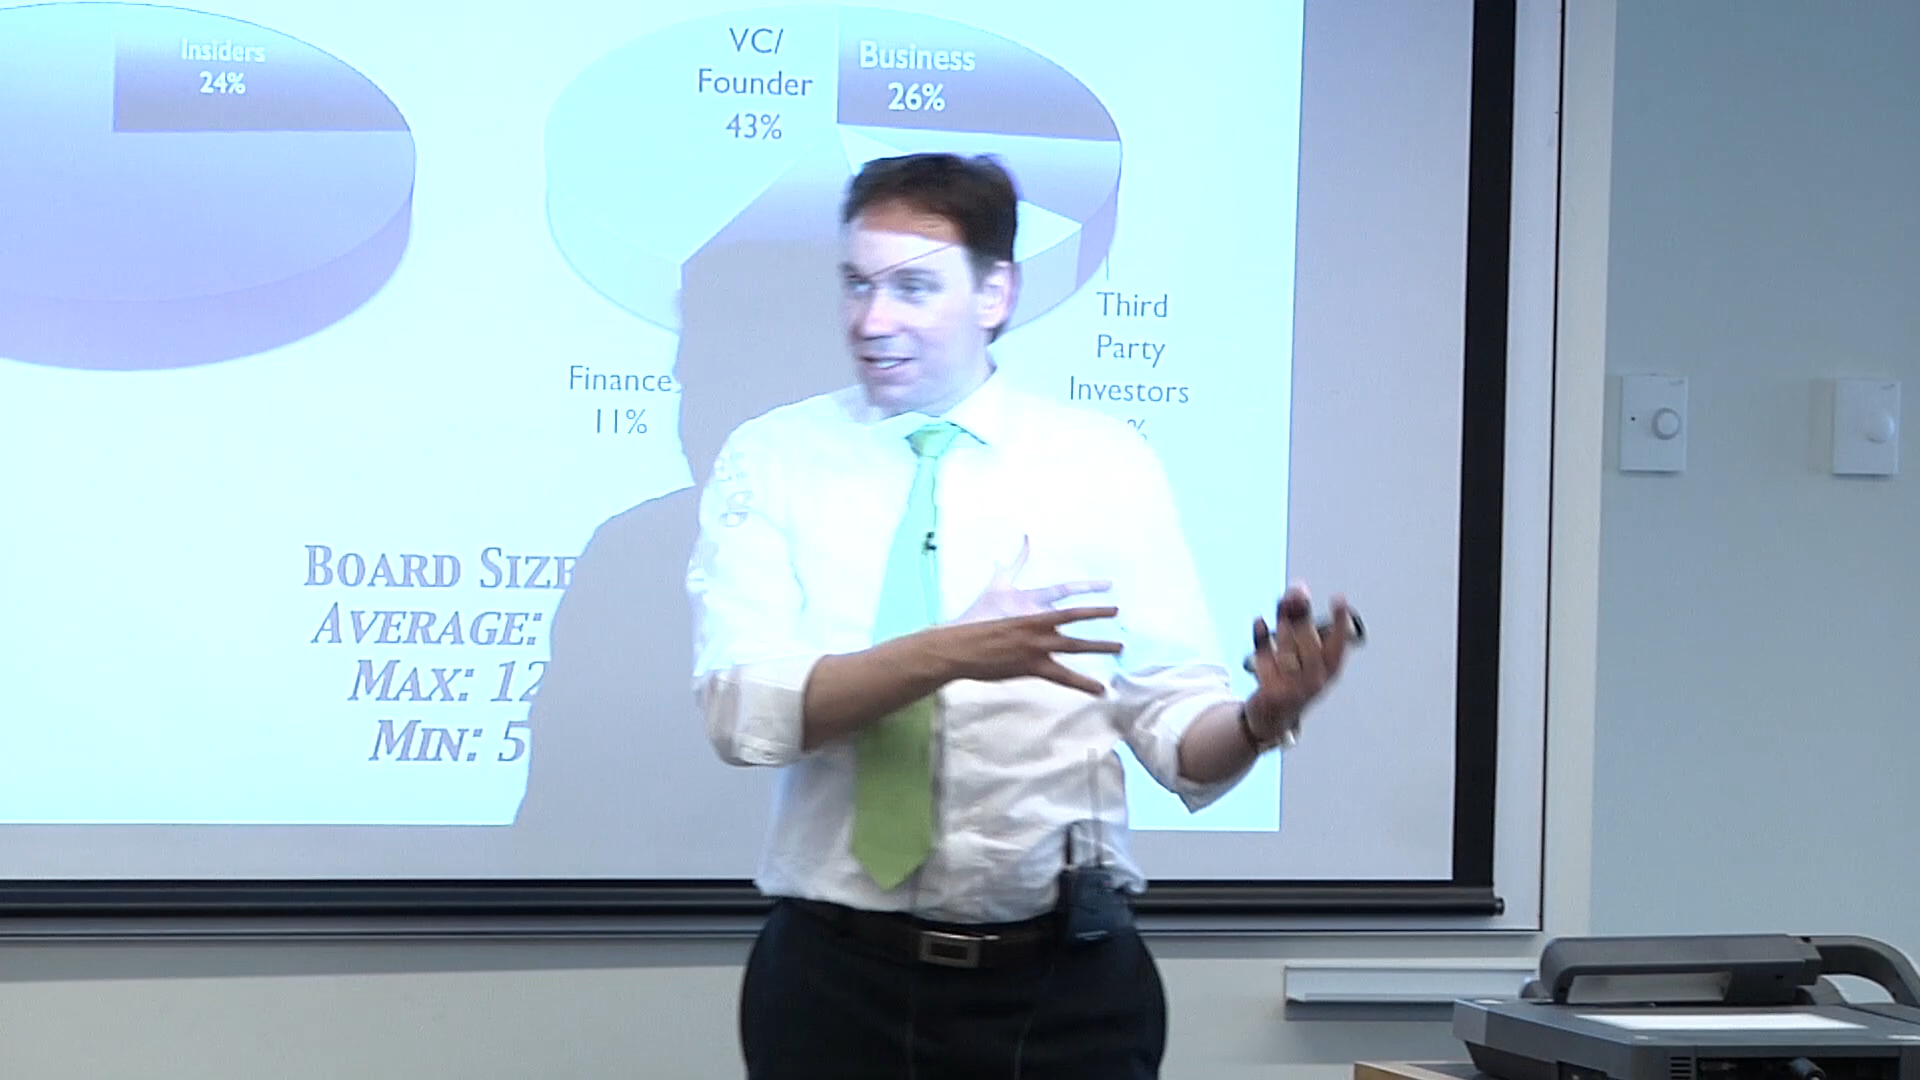 Insiders
24%
VC/
Founder
43%
Business
26%
Third
Party
Investors
%
Finance
11%
BOARD SIZE
AVERAGE:
MAX: 12
MIN: 5